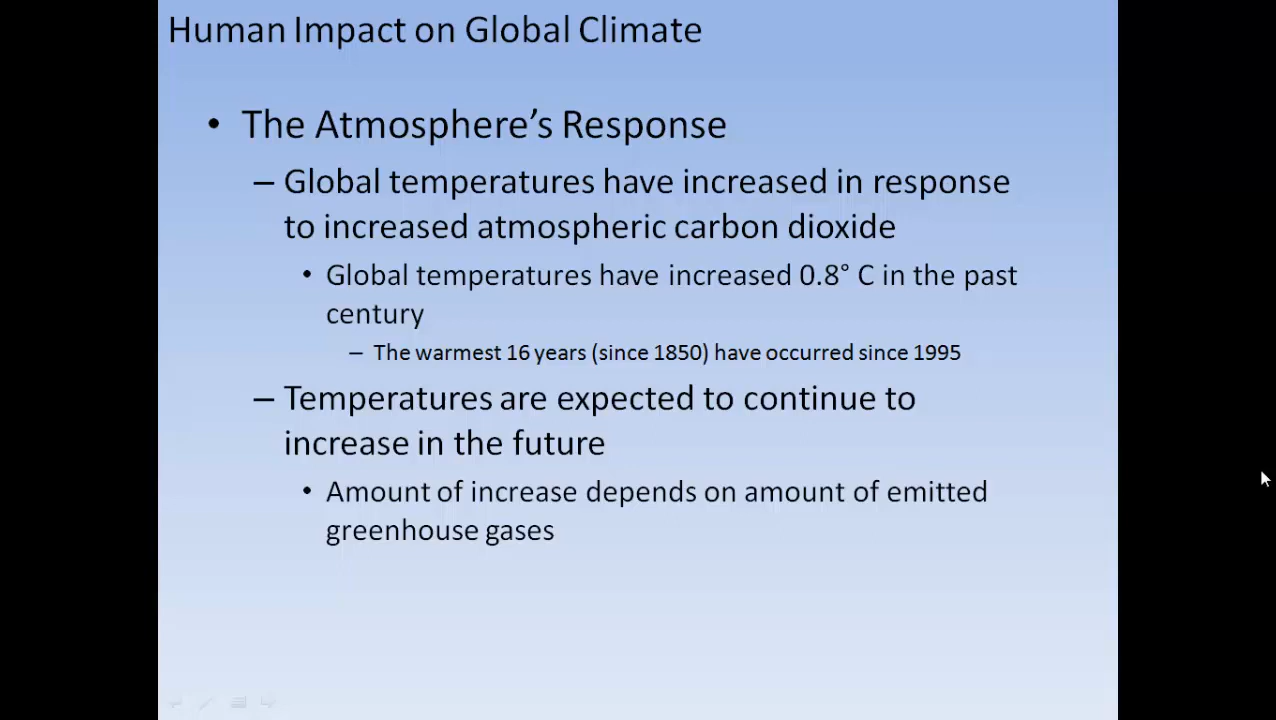 Human Impact on Global Climate
• The Atmosphere’s Response
– Global temperatures have increased in response
to increased atmospheric carbon dioxide
• Global temperatures have increased 0.8° C in the past
century
– The warmest 16 years (since 1850) have occurred since 1995
– Temperatures are expected to continue to
increase in the future
• Amount of increase depends on amount of emitted
greenhouse gases